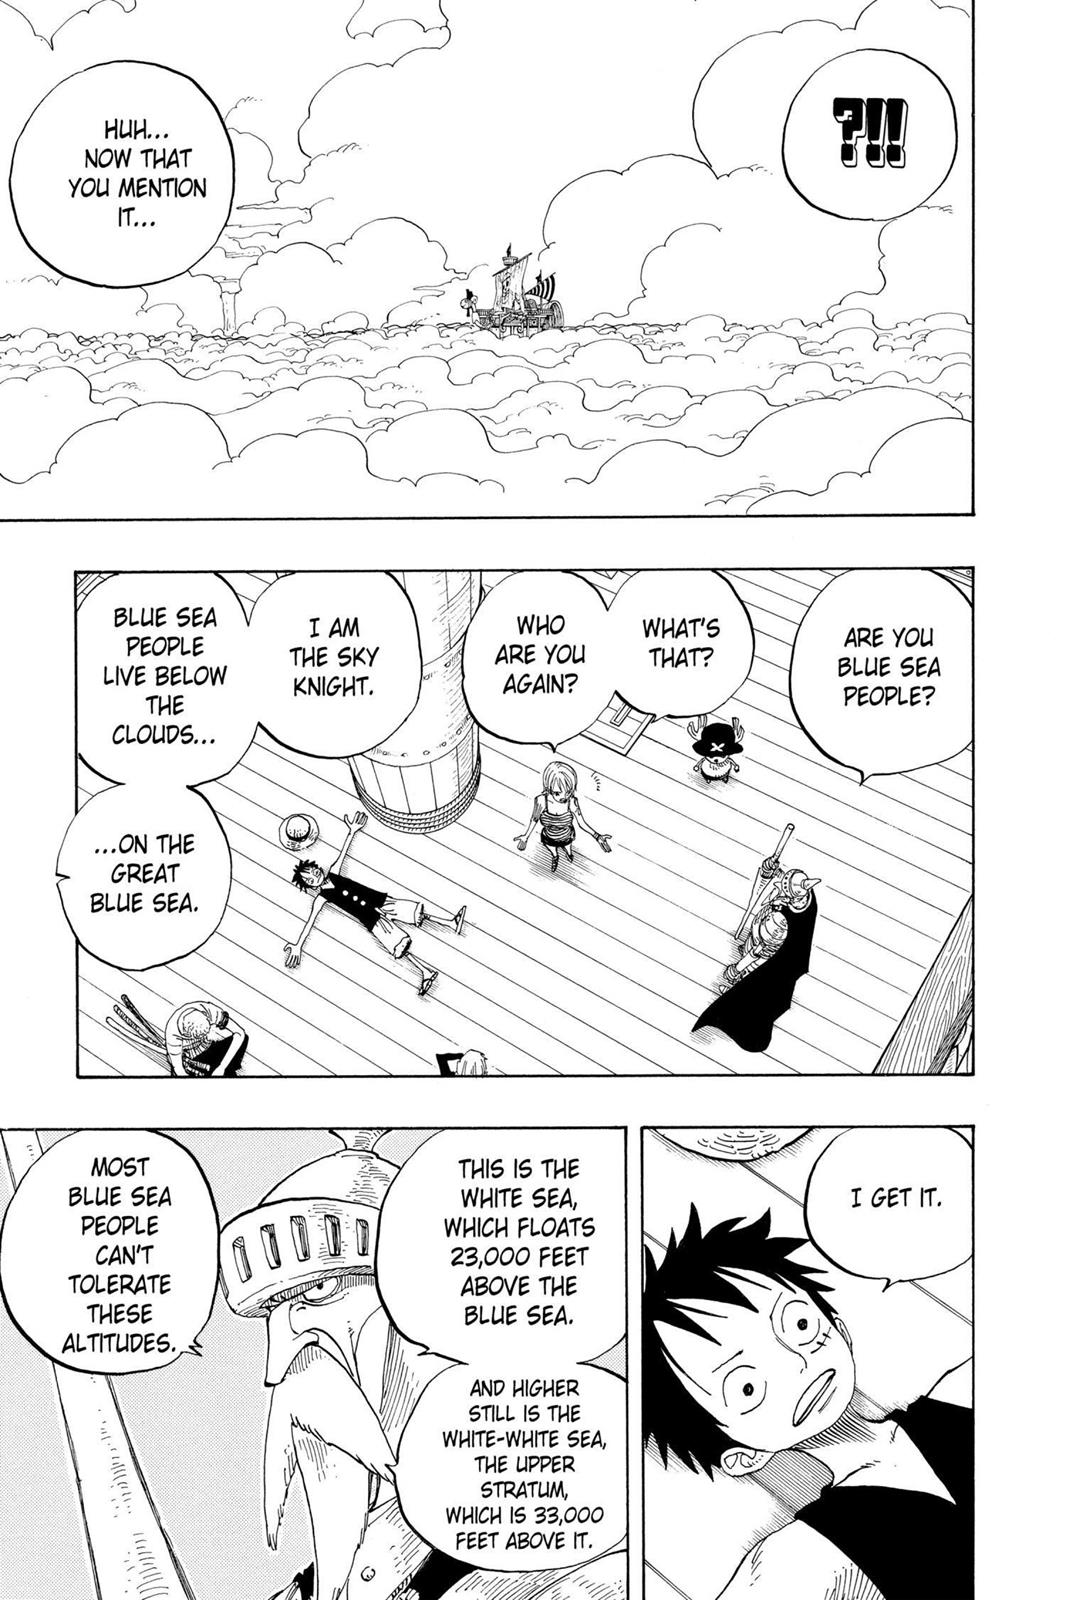 ?!!
HUH...
NOW THAT
YOU MENTION
IT...
ARE YOU
BLUE SEA
PEOPLE?
WHAT'S
THAT?
WHO
ARE YOU
AGAIN?
I AM
THE SKY
KNIGHT.
BLUE SEA
PEOPLE
LIVE BELOW
THE
CLOUDS...
...ON THE
GREAT
BLUE SEA.
I GET IT.
THIS IS THE
WHITE SEA,
WHICH FLOATS
23,000 FEET
ABOVE THE
BLUE SEA.
AND HIGHER
STILL IS THE
WHITE-WHITE SEA,
THE UPPER
STRATUM,
WHICH IS 33,000
FEET ABOVE IT.
MOST
BLUE SEA
PEOPLE
CAN'T
TOLERATE
THESE
ALTITUDES.